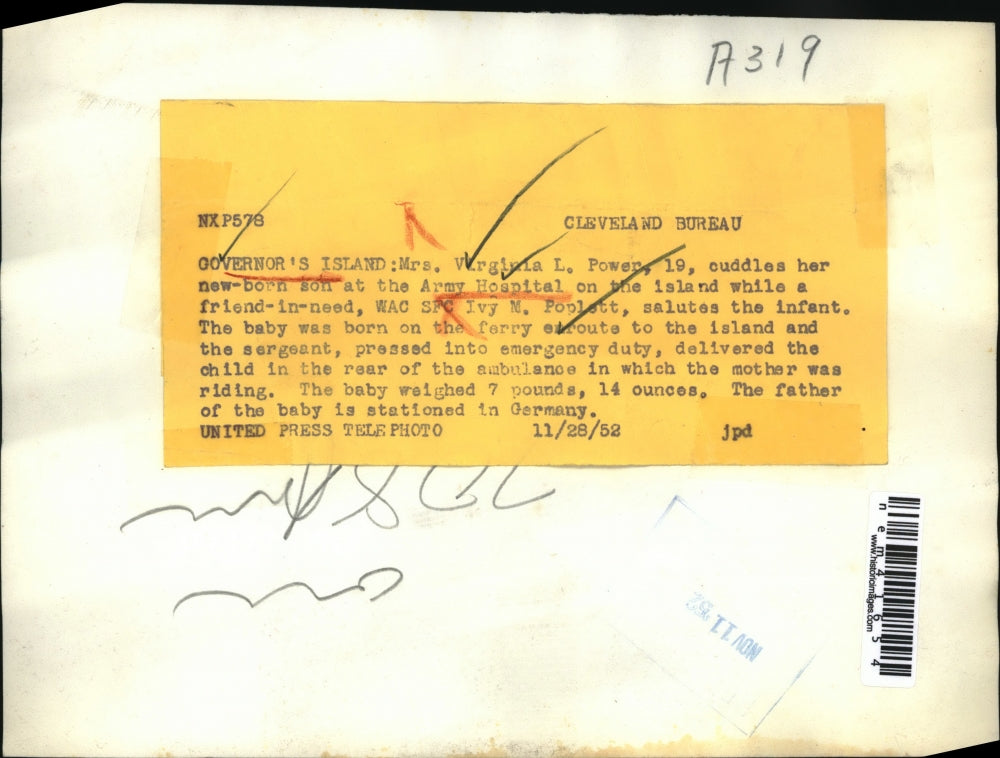 A319
NXP578 CLEVELAND BUREAU
GOVERNOR'S ISLAND:Mrs. Virginia L. Power, 19, cuddles her
new-born son at the Army Hospital on the island while a
friend-in-need, WAC SFC Ivy M. Poplett, salutes the infant.
The baby was born on the ferry enroute to the island and
the sergeant, pressed into emergency duty, delivered the
child in the rear of the ambulance in which the mother was
riding. The baby weighed 7 pounds, 14 ounces. The father
of the baby is stationed in Germany.
UNITED PRESS TELEPHOTO 11/28/52 jpd
nem41654
www.historicimages.com
NOV 11 52